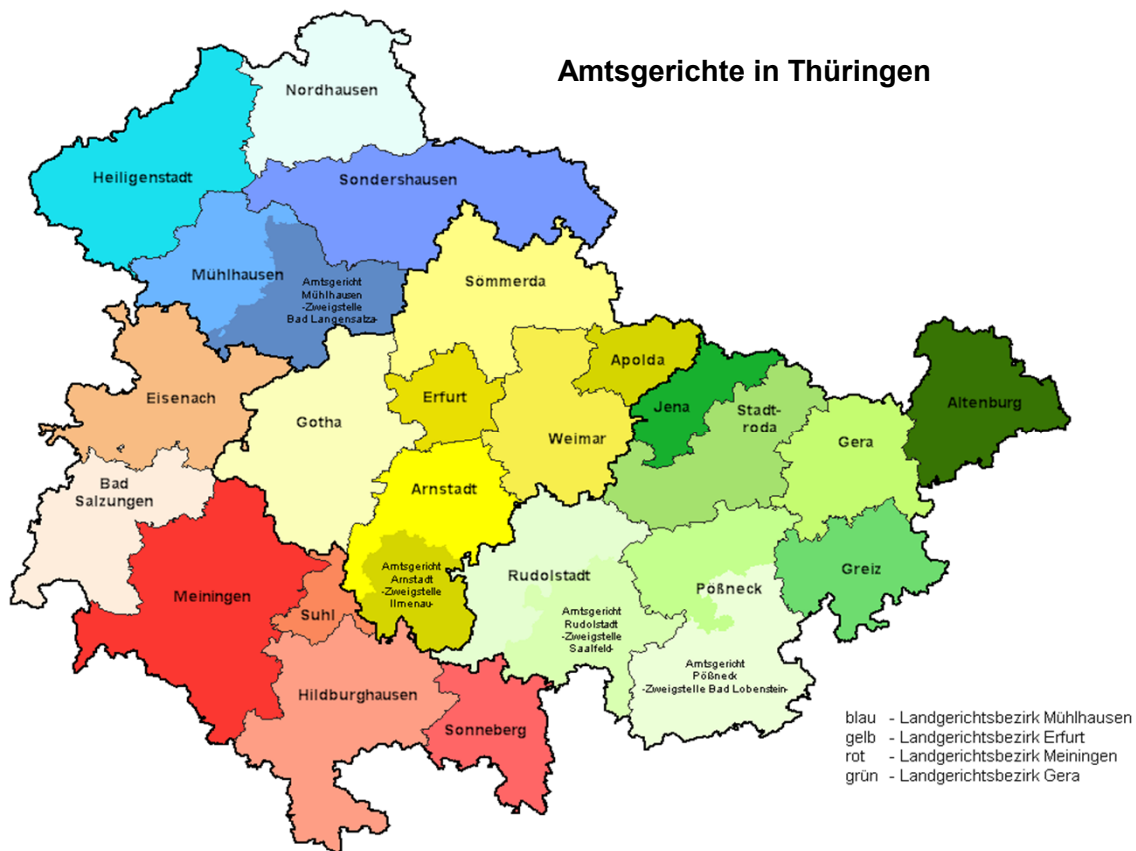 Amtsgerichte in Thüringen
Nordhausen
Heiligenstadt
Sondershausen
Mühlhausen
Amtsgericht
Mühlhausen
-Zweigstelle
Bad Langensalza-
Sömmerda
Eisenach
Gotha
Erfurt
Weimar
Apolda
Jena
Stadt-
roda
Gera
Altenburg
Bad
Salzungen
Arnstadt
Meiningen
Suhl
Amtsgericht
Arnstadt
-Zweigstelle
Ilmenau-
Rudolstadt
Amtsgericht
Rudolstadt
-Zweigstelle
Saalfeld-
Pößneck
Greiz
Amtsgericht
Pößneck
-Zweigstelle Bad Lobenstein-
Hildburghausen
Sonneberg
blau - Landgerichtsbezirk Mühlhausen
gelb - Landgerichtsbezirk Erfurt
rot - Landgerichtsbezirk Meiningen
grün - Landgerichtsbezirk Gera